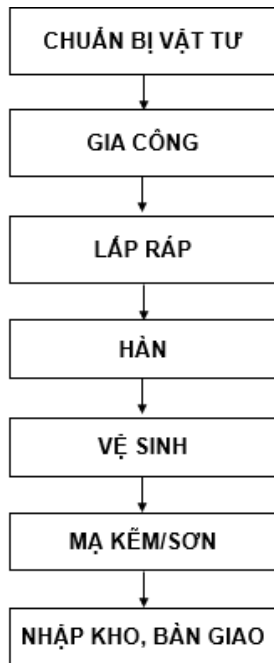 CHUẨN BỊ VẬT TƯ
GIA CÔNG
LẮP RÁP
HÀN
VỆ SINH
MẠ KẼM/SƠN
NHẬP KHO, BÀN GIAO